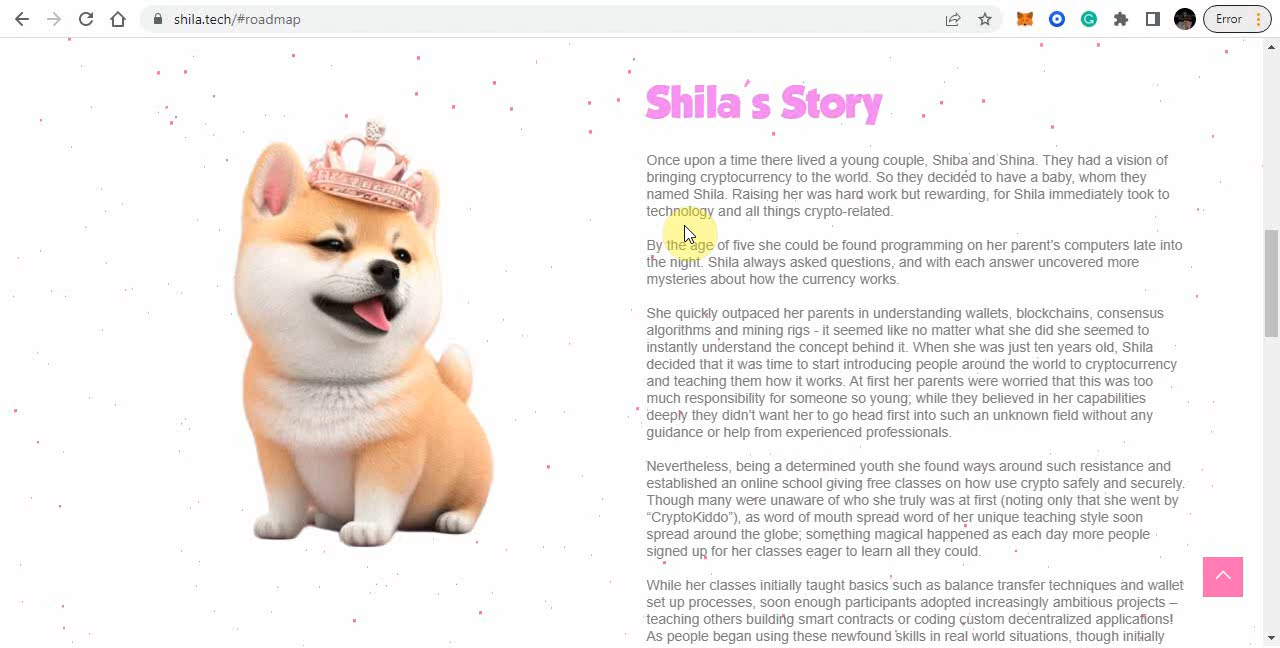 shila.tech/#roadmap
Error
Shila's Story
Once upon a time there lived a young couple, Shiba and Shina. They had a vision of
bringing cryptocurrency to the world. So they decided to have a baby, whom they
named Shila. Raising her was hard work but rewarding, for Shila immediately took to
technology and all things crypto-related.
By the age of five she could be found programming on her parent's computers late into
the night. Shila always asked questions, and with each answer uncovered more
mysteries about how the currency works.
She quickly outpaced her parents in understanding wallets, blockchains, consensus
algorithms and mining rigs - it seemed like no matter what she did she seemed to
instantly understand the concept behind it. When she was just ten years old, Shila
decided that it was time to start introducing people around the world to cryptocurrency
and teaching them how it works. At first her parents were worried that this was too
much responsibility for someone so young; while they believed in her capabilities
deeply they didn't want her to go head first into such an unknown field without any
guidance or help from experienced professionals.
Nevertheless, being a determined youth she found ways around such resistance and
established an online school giving free classes on how use crypto safely and securely.
Though many were unaware of who she truly was at first (noting only that she went by
“CryptoKiddo”), as word of mouth spread word of her unique teaching style soon
spread around the globe; something magical happened as each day more people
signed up for her classes eager to learn all they could.
While her classes initially taught basics such as balance transfer techniques and wallet
set up processes, soon enough participants adopted increasingly ambitious projects –
teaching others building smart contracts or coding custom decentralized applications!
As people began using these newfound skills in real world situations, though initially